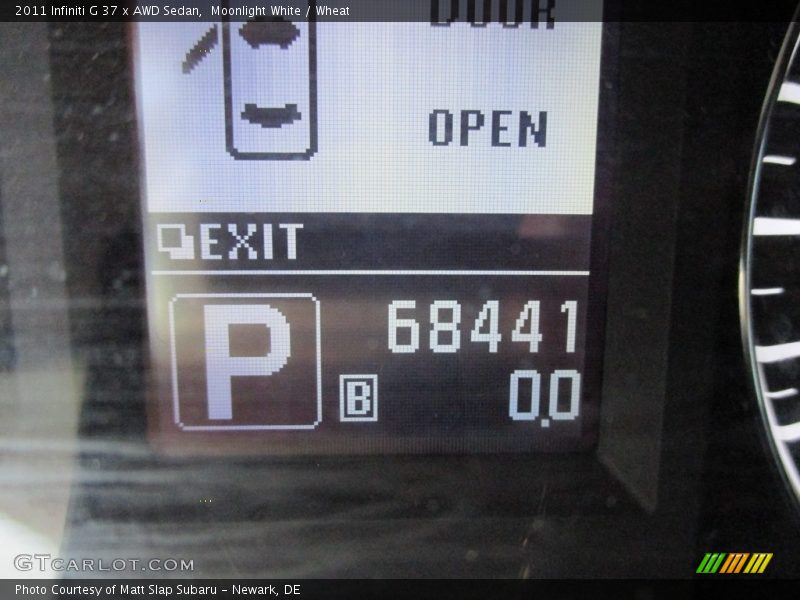 2011 Infiniti G 37 x AWD Sedan, Moonlight White / Wheat
DOOR
OPEN
EXIT
P 68441
B 0.0
GTCARLOT.COM
Photo Courtesy of Matt Slap Subaru - Newark, DE